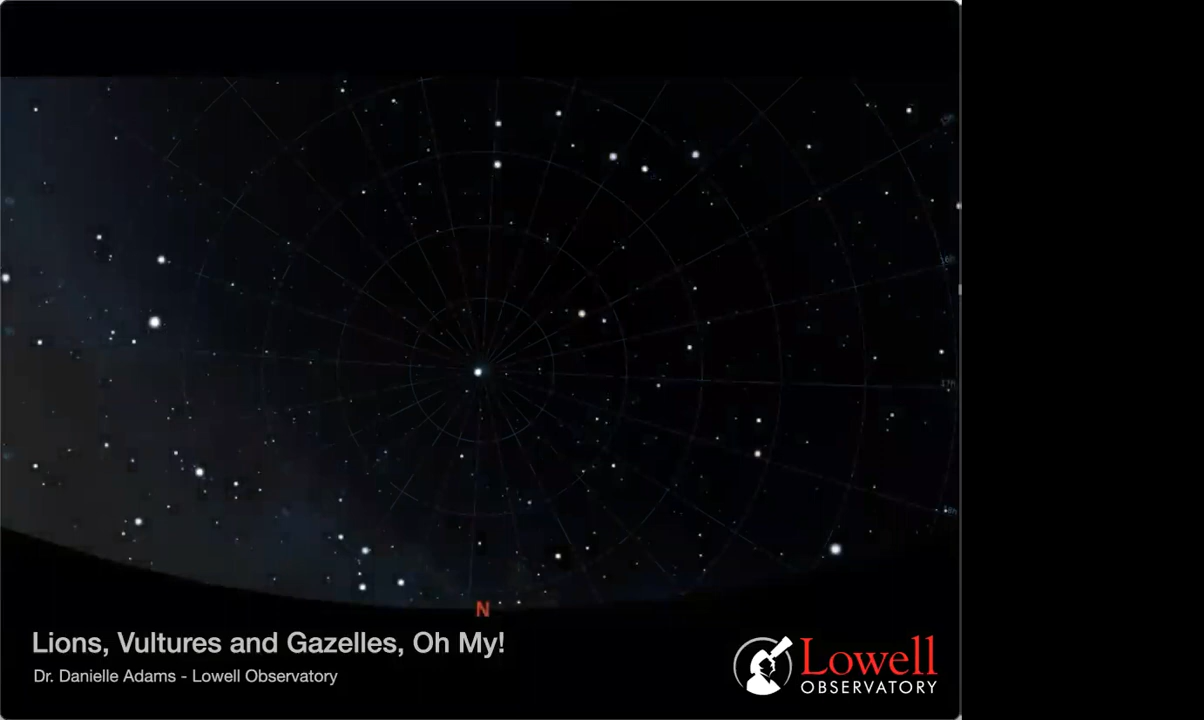 N
Lions, Vultures and Gazelles, Oh My!
Dr. Danielle Adams - Lowell Observatory
Lowell
OBSERVATORY